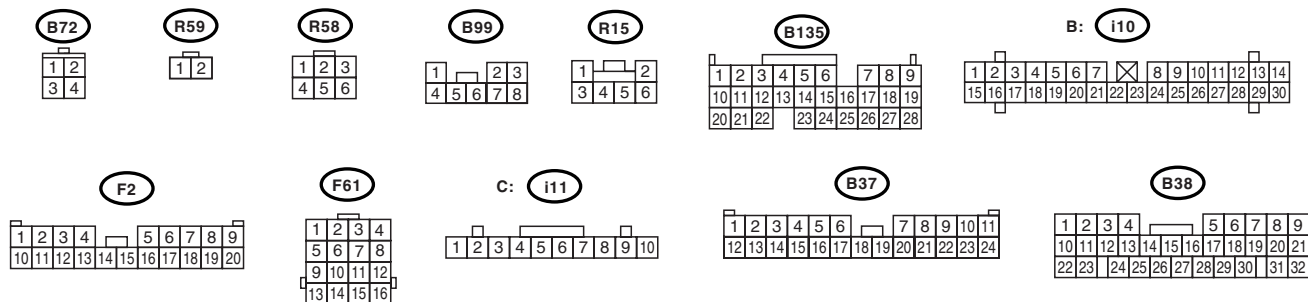 B72
1 2
3 4
R59
1 2
R58
1 2 3
4 5 6
B99
1 2 3
4 5 6 7 8
R15
1 2
3 4 5 6
B135
1 2 3 4 5 6 7 8 9
10 11 12 13 14 15 16 17 18 19
20 21 22 23 24 25 26 27 28
B: i10
1 2 3 4 5 6 7 8 9 10 11 12 13 14
15 16 17 18 19 20 21 22 23 24 25 26 27 28 29 30
F2
1 2 3 4 5 6 7 8 9
10 11 12 13 14 15 16 17 18 19 20
F61
1 2 3 4
5 6 7 8
9 10 11 12
13 14 15 16
C: i11
1 2 3 4 5 6 7 8 9 10
B37
1 2 3 4 5 6 7 8 9 10 11
12 13 14 15 16 17 18 19 20 21 22 23 24
B38
1 2 3 4 5 6 7 8 9
10 11 12 13 14 15 16 17 18 19 20 21
22 23 24 25 26 27 28 29 30 31 32